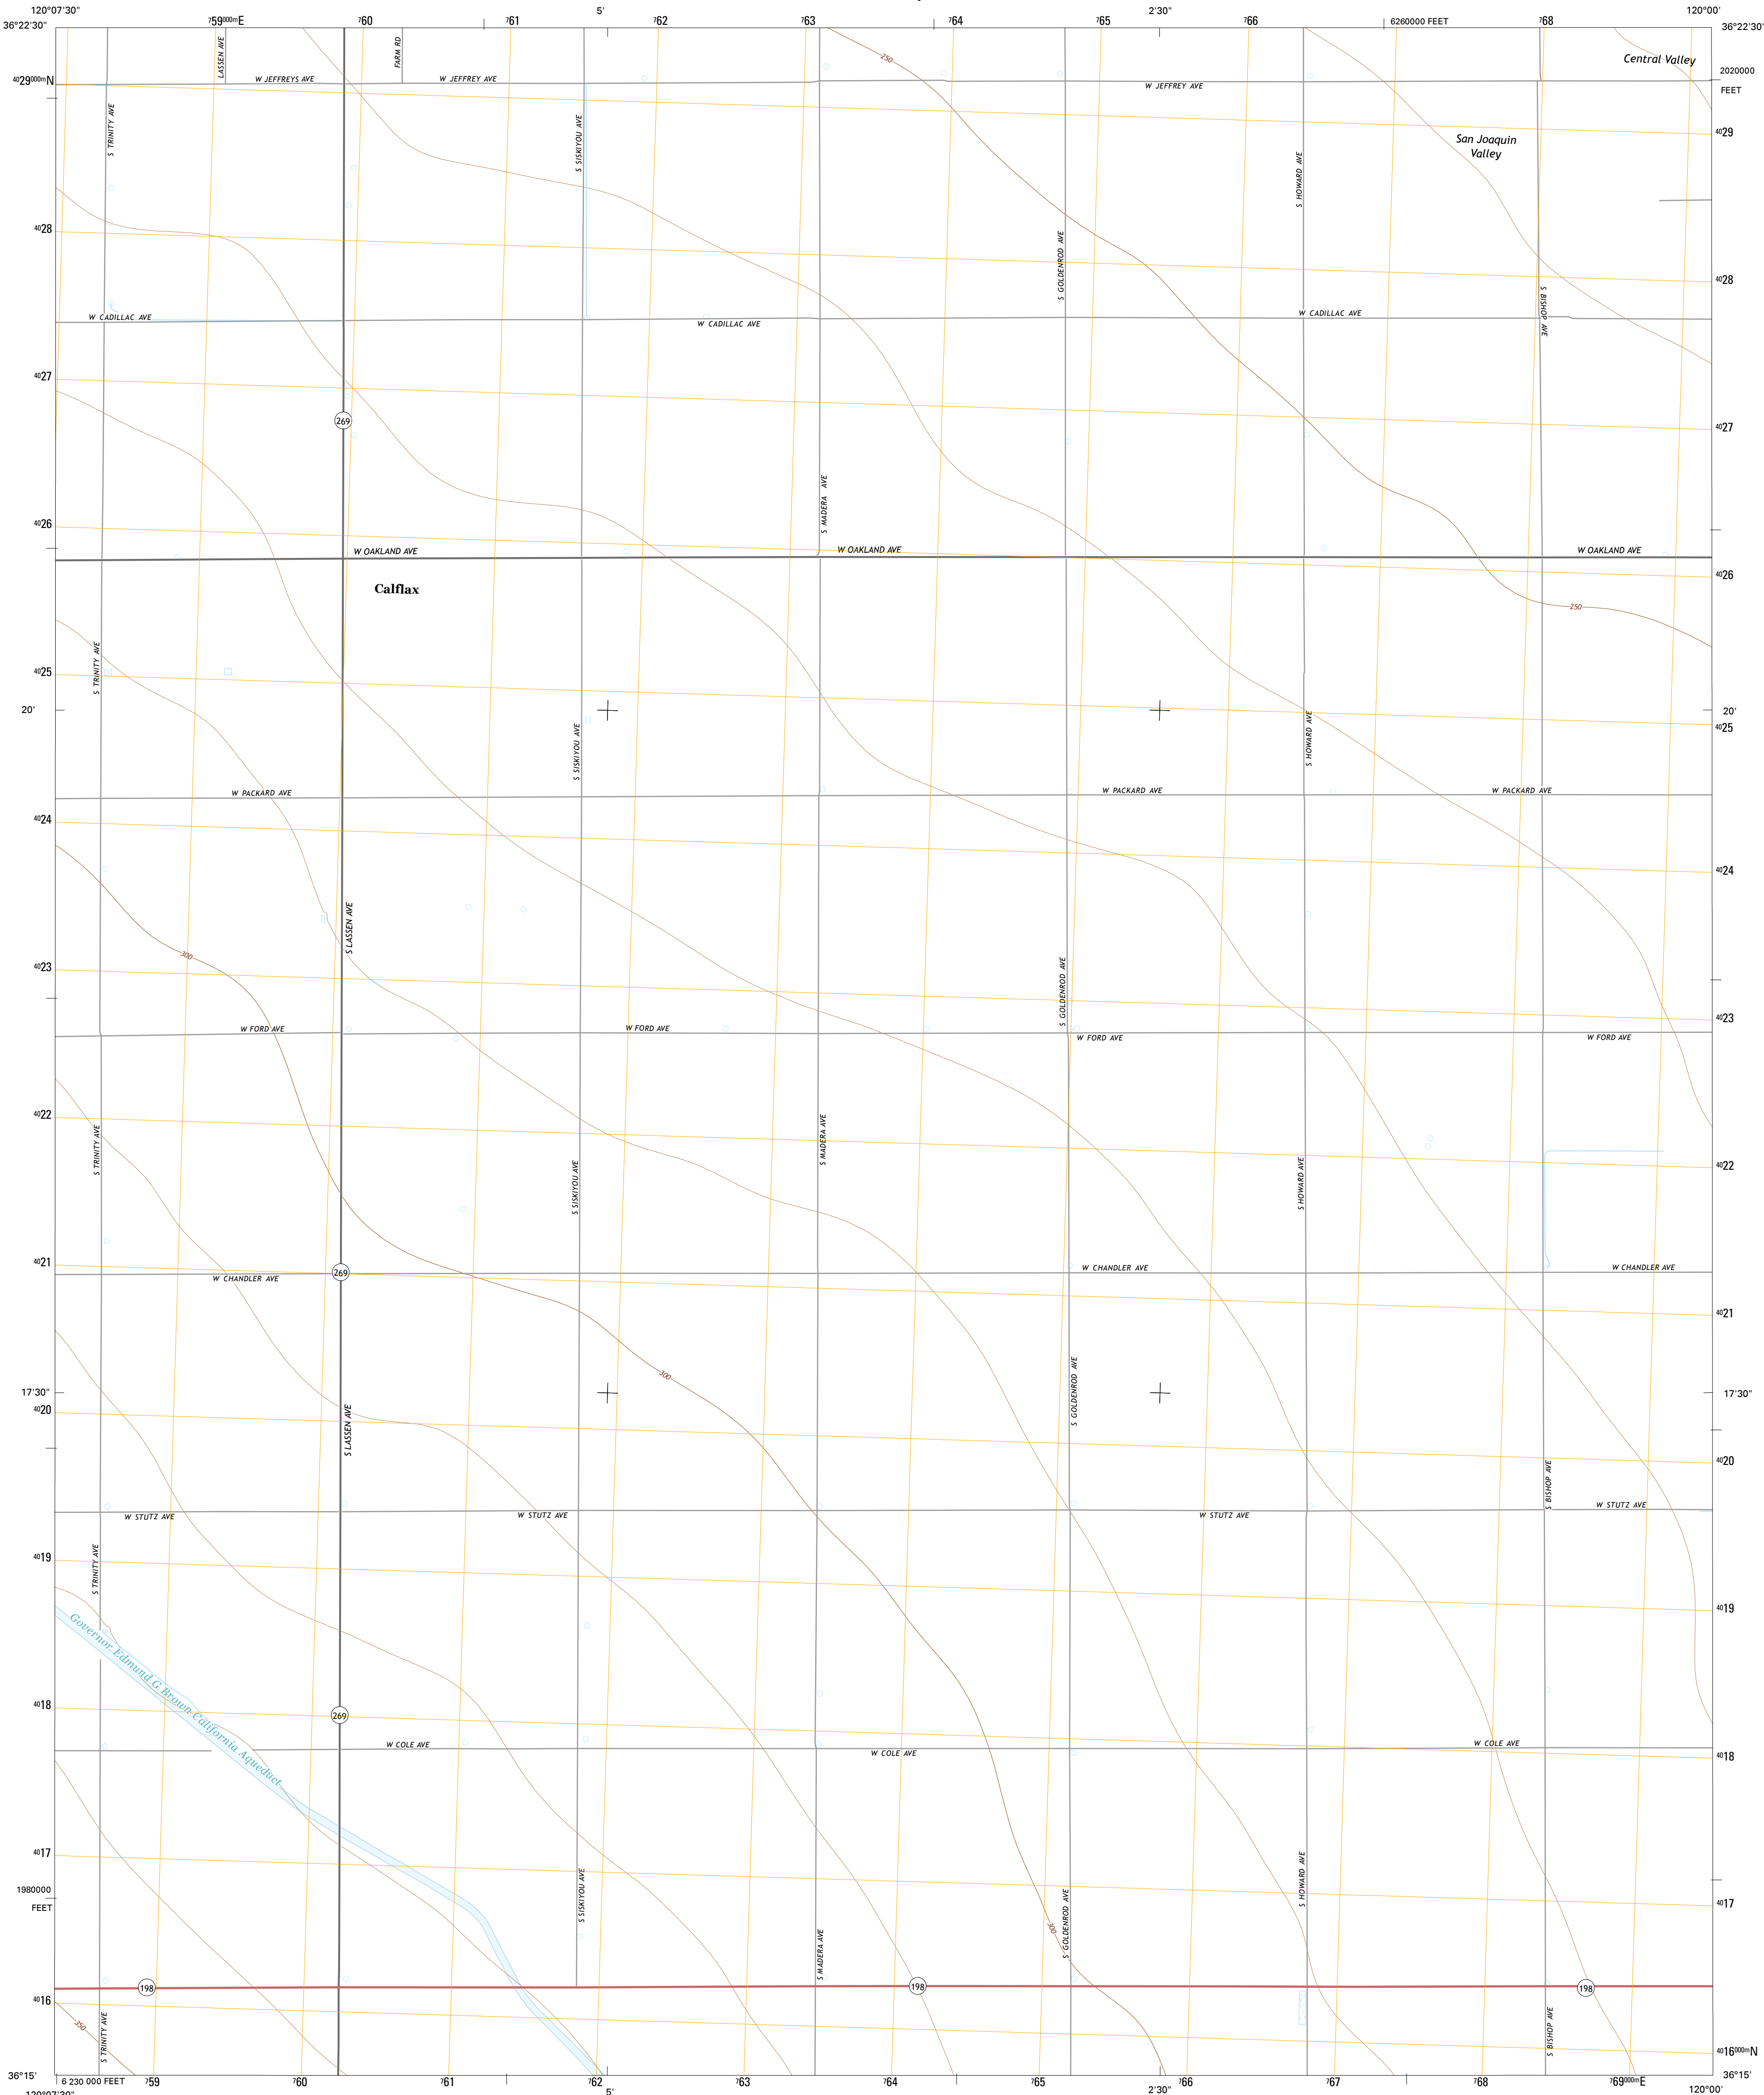 120°07'30" ⁷59⁰⁰⁰ᵐE ⁷60 ⁷61 5' ⁷62 ⁷63 ⁷64 ⁷65 2'30" ⁷66 6260000 FEET ⁷68 120°00'
36°22'30" 36°22'30"
LASSEN AVE
FARM RD
Central Valley
2020000
FEET
⁴⁰29⁰⁰⁰ᵐN
W JEFFREYS AVE
W JEFFREY AVE
W JEFFREY AVE
S TRINITY AVE
S SISKIYOU AVE
⁴⁰29
San Joaquin
Valley
S HOWARD AVE
⁴⁰28
S GOLDENROD AVE
⁴⁰28
S BISHOP AVE
W CADILLAC AVE
W CADILLAC AVE
W CADILLAC AVE
250
⁴⁰27
269
⁴⁰27
S MADERA AVE
⁴⁰26
W OAKLAND AVE
W OAKLAND AVE
W OAKLAND AVE
⁴⁰26
Calflax
250
S TRINITY AVE
⁴⁰25
20'
20'
⁴⁰25
S SISKIYOU AVE
S HOWARD AVE
W PACKARD AVE
W PACKARD AVE
W PACKARD AVE
⁴⁰24
⁴⁰24
S LASSEN AVE
300
⁴⁰23
S GOLDENROD AVE
⁴⁰23
W FORD AVE
W FORD AVE
W FORD AVE
W FORD AVE
⁴⁰22
S TRINITY AVE
S SISKIYOU AVE
S MADERA AVE
S HOWARD AVE
⁴⁰22
⁴⁰21
269
W CHANDLER AVE
W CHANDLER AVE
W CHANDLER AVE
⁴⁰21
300
S GOLDENROD AVE
17'30"
17'30"
⁴⁰20
S LASSEN AVE
⁴⁰20
S BISHOP AVE
W STUTZ AVE
W STUTZ AVE
W STUTZ AVE
W STUTZ AVE
⁴⁰19
S TRINITY AVE
⁴⁰19
Governor Edmund G Brown California Aqueduct
⁴⁰18
269
W COLE AVE
W COLE AVE
W COLE AVE
⁴⁰18
⁴⁰17
1980000
FEET
S SISKIYOU AVE
S MADERA AVE
300
S GOLDENROD AVE
S HOWARD AVE
⁴⁰17
198
198
198
⁴⁰16
350
S TRINITY AVE
S BISHOP AVE
⁴⁰16⁰⁰⁰ᵐN
36°15' 36°15'
6 230 000 FEET ⁷59 ⁷60 ⁷61 ⁷62 ⁷63 ⁷64 ⁷65 ⁷66 ⁷67 ⁷68 ⁷69⁰⁰⁰ᵐE
120°07'30" 5' 2'30" 120°00'